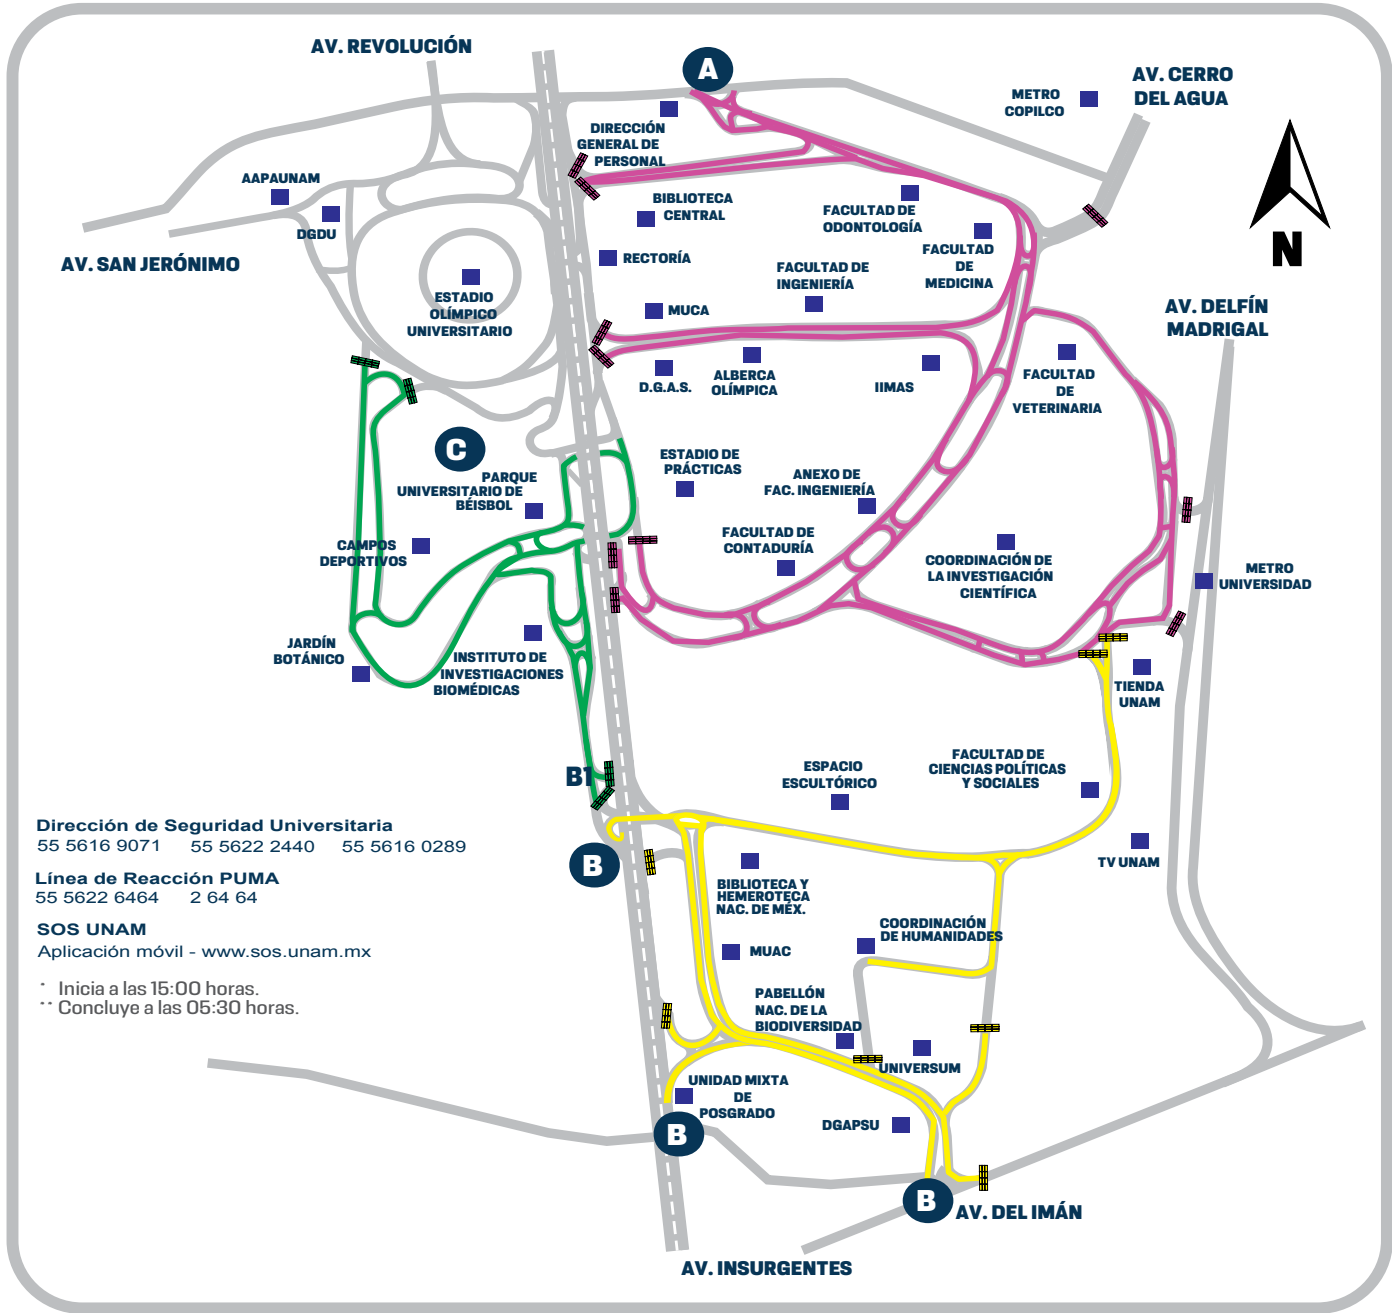 AV. REVOLUCIÓN
A
AV. CERRO
DEL AGUA
METRO
COPILCO
DIRECCIÓN
GENERAL DE
PERSONAL
AAPAUNAM
DGDU
BIBLIOTECA
CENTRAL
FACULTAD DE
ODONTOLOGÍA
FACULTAD
DE
MEDICINA
N
AV. SAN JERÓNIMO
RECTORÍA
FACULTAD DE
INGENIERÍA
ESTADIO
OLÍMPICO
UNIVERSITARIO
MUCA
AV. DELFÍN
MADRIGAL
D.G.A.S.
ALBERCA
OLÍMPICA
IIMAS
FACULTAD
DE
VETERINARIA
C
PARQUE
UNIVERSITARIO DE
BÉISBOL
ESTADIO DE
PRÁCTICAS
ANEXO DE
FAC. INGENIERÍA
CAMPOS
DEPORTIVOS
FACULTAD DE
CONTADURÍA
COORDINACIÓN DE
LA INVESTIGACIÓN
CIENTÍFICA
METRO
UNIVERSIDAD
JARDÍN
BOTÁNICO
INSTITUTO DE
INVESTIGACIONES
BIOMÉDICAS
TIENDA
UNAM
B1
ESPACIO
ESCULTÓRICO
FACULTAD DE
CIENCIAS POLÍTICAS
Y SOCIALES
TV UNAM
Dirección de Seguridad Universitaria
55 5616 9071 55 5622 2440 55 5616 0289
Línea de Reacción PUMA
55 5622 6464 2 64 64
SOS UNAM
Aplicación móvil - www.sos.unam.mx
* Inicia a las 15:00 horas.
** Concluye a las 05:30 horas.
B
BIBLIOTECA Y
HEMEROTECA
NAC. DE MÉX.
COORDINACIÓN
DE HUMANIDADES
MUAC
PABELLÓN
NAC. DE LA
BIODIVERSIDAD
UNIVERSUM
UNIDAD MIXTA
DE
POSGRADO
DGAPSU
B
B
AV. DEL IMÁN
AV. INSURGENTES